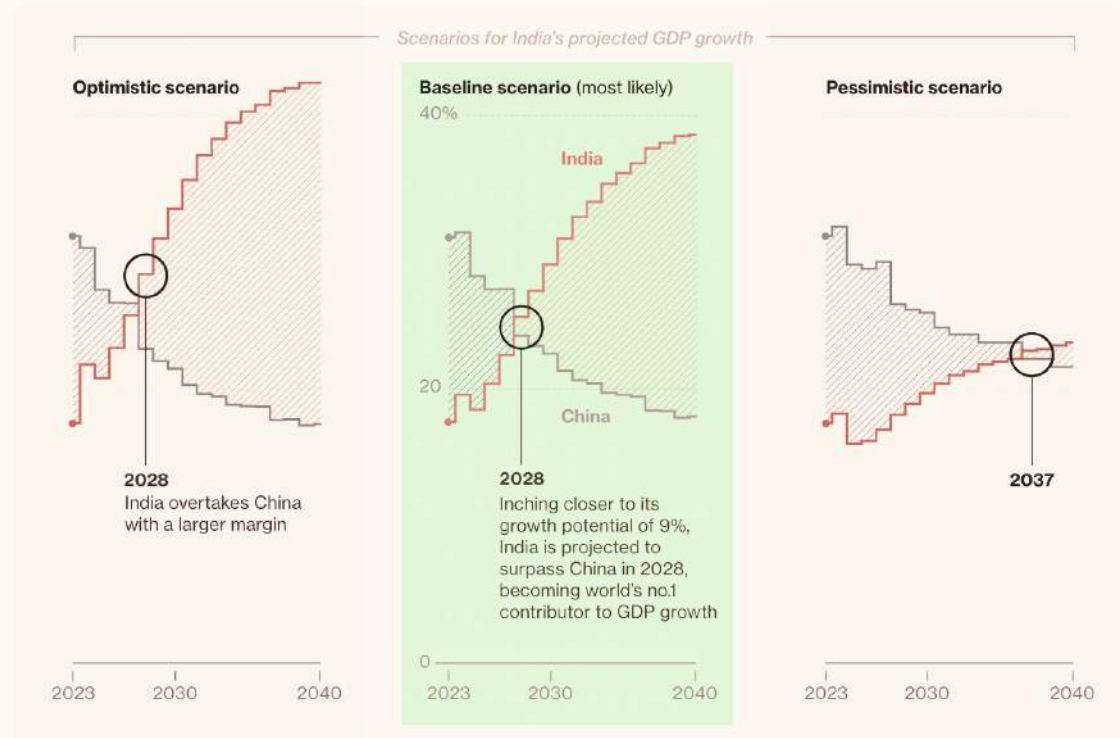 Scenarios for India's projected GDP growth
Optimistic scenario
2028
India overtakes China
with a larger margin
2023
2030
2040
Baseline scenario (most likely)
40%
India
20
China
2028
Inching closer to its
growth potential of 9%,
India is projected to
surpass China in 2028,
becoming world's no.1
contributor to GDP growth
0
2023
2030
2040
Pessimistic scenario
2037
2023
2030
2040